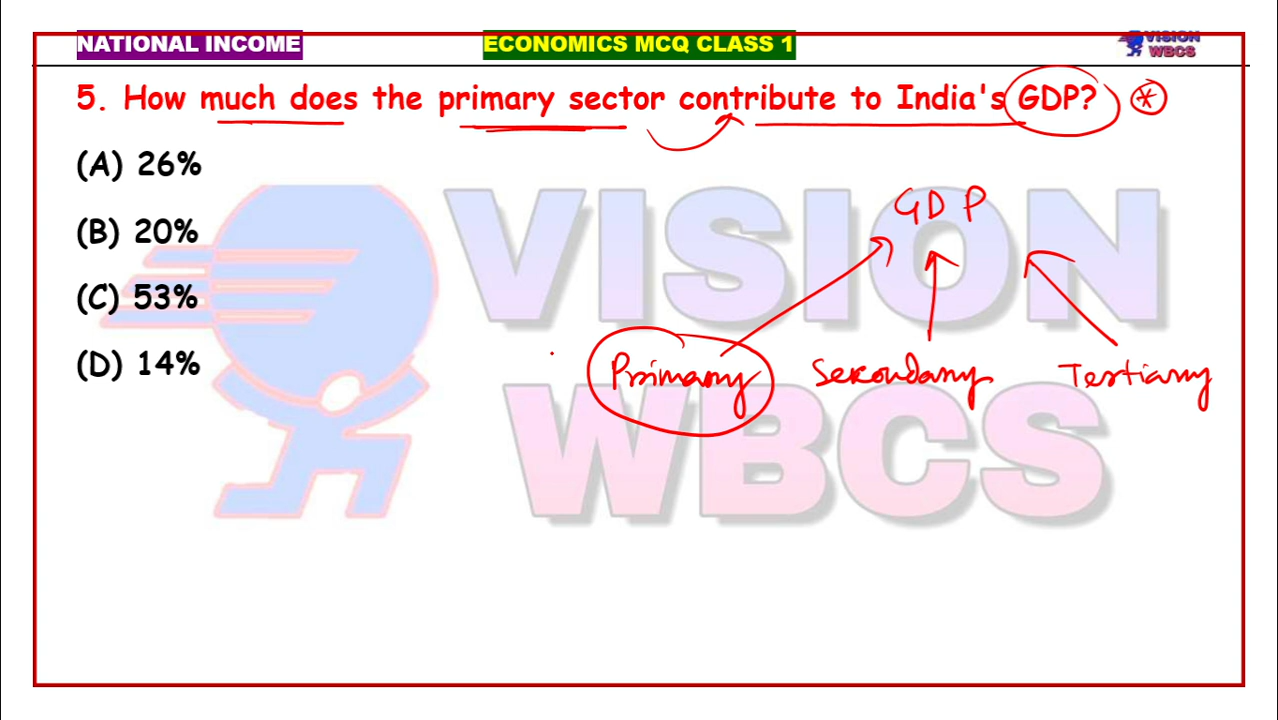 NATIONAL INCOME
ECONOMICS MCQ CLASS 1
VISION
WBCS
5. How much does the primary sector contribute to India's GDP?
(A) 26%
(B) 20%
(C) 53%
(D) 14%
GDP
Primary Secondary Tertiary
VISION
WBCS